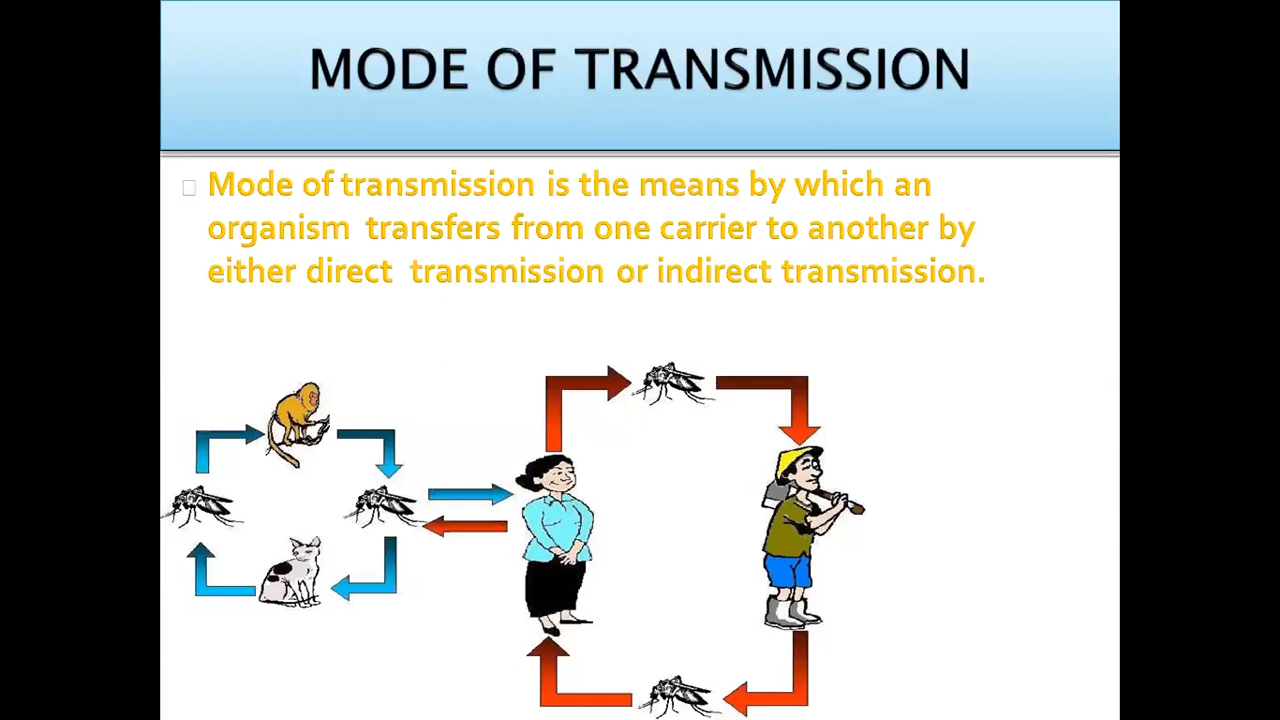 MODE OF TRANSMISSION
Mode of transmission is the means by which an
organism transfers from one carrier to another by
either direct transmission or indirect transmission.